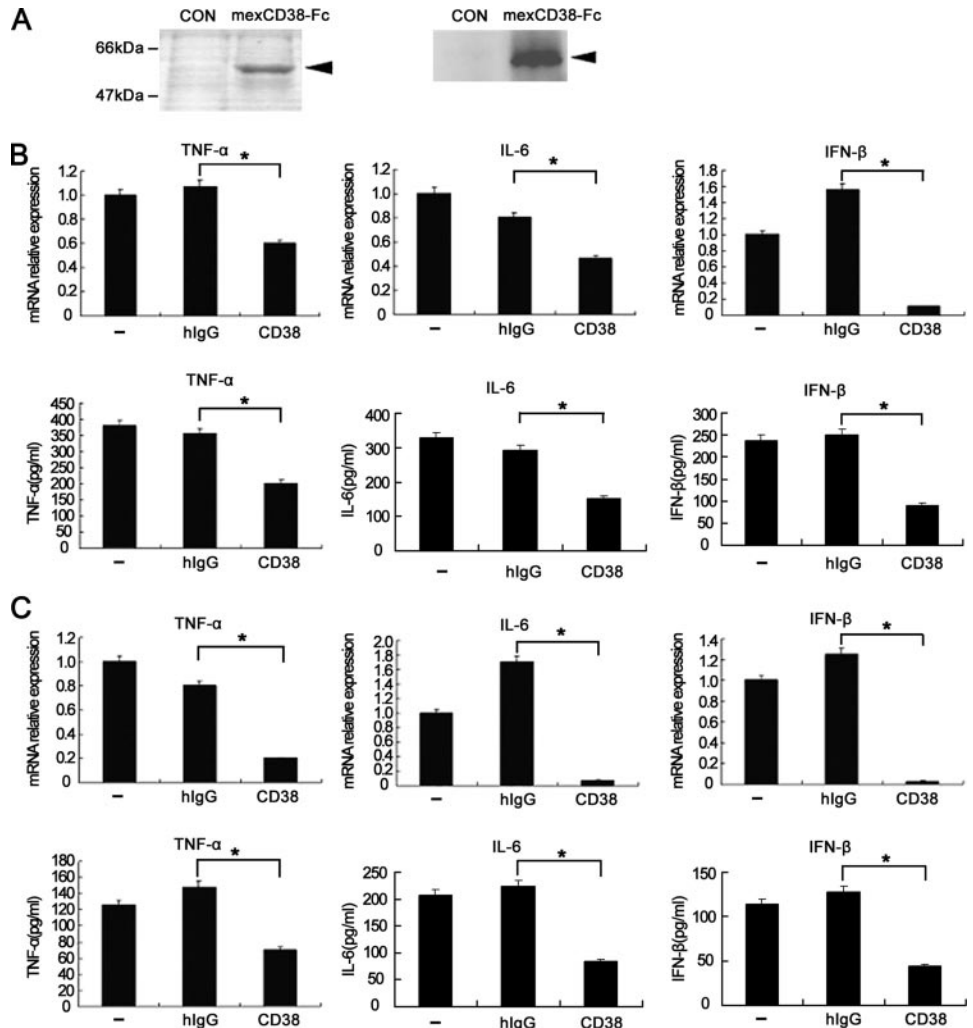 A
CON mexCD38-Fc
CON mexCD38-Fc
66kDa
47kDa
B
TNF-α
*
mRNA relative expression
1.2
1.0
0.8
0.6
0.4
0.2
0
– hIgG CD38
IL-6
*
mRNA relative expression
1.2
1.0
0.8
0.6
0.4
0.2
0
– hIgG CD38
IFN-β
*
mRNA relative expression
1.8
1.6
1.4
1.2
1.0
0.8
0.6
0.4
0.2
0
– hIgG CD38
TNF-α
*
TNF-α(pg/ml)
450
400
350
300
250
200
150
100
50
0
– hIgG CD38
IL-6
*
IL-6(pg/ml)
400
300
200
100
0
– hIgG CD38
IFN-β
*
IFN-β(pg/ml)
300
250
200
150
100
50
0
– hIgG CD38
C
TNF-α
*
mRNA relative expression
1.2
1.0
0.8
0.6
0.4
0.2
0
– hIgG CD38
IL-6
*
mRNA relative expression
2.0
1.8
1.6
1.4
1.2
1.0
0.8
0.6
0.4
0.2
0
– hIgG CD38
IFN-β
*
mRNA relative expression
1.4
1.2
1.0
0.8
0.6
0.4
0.2
0
– hIgG CD38
TNF-α
*
TNF-α(pg/ml)
160
140
120
100
80
60
40
20
0
– hIgG CD38
IL-6
*
IL-6(pg/ml)
250
200
150
100
50
0
– hIgG CD38
IFN-β
*
IFN-β(pg/ml)
150
100
50
0
– hIgG CD38